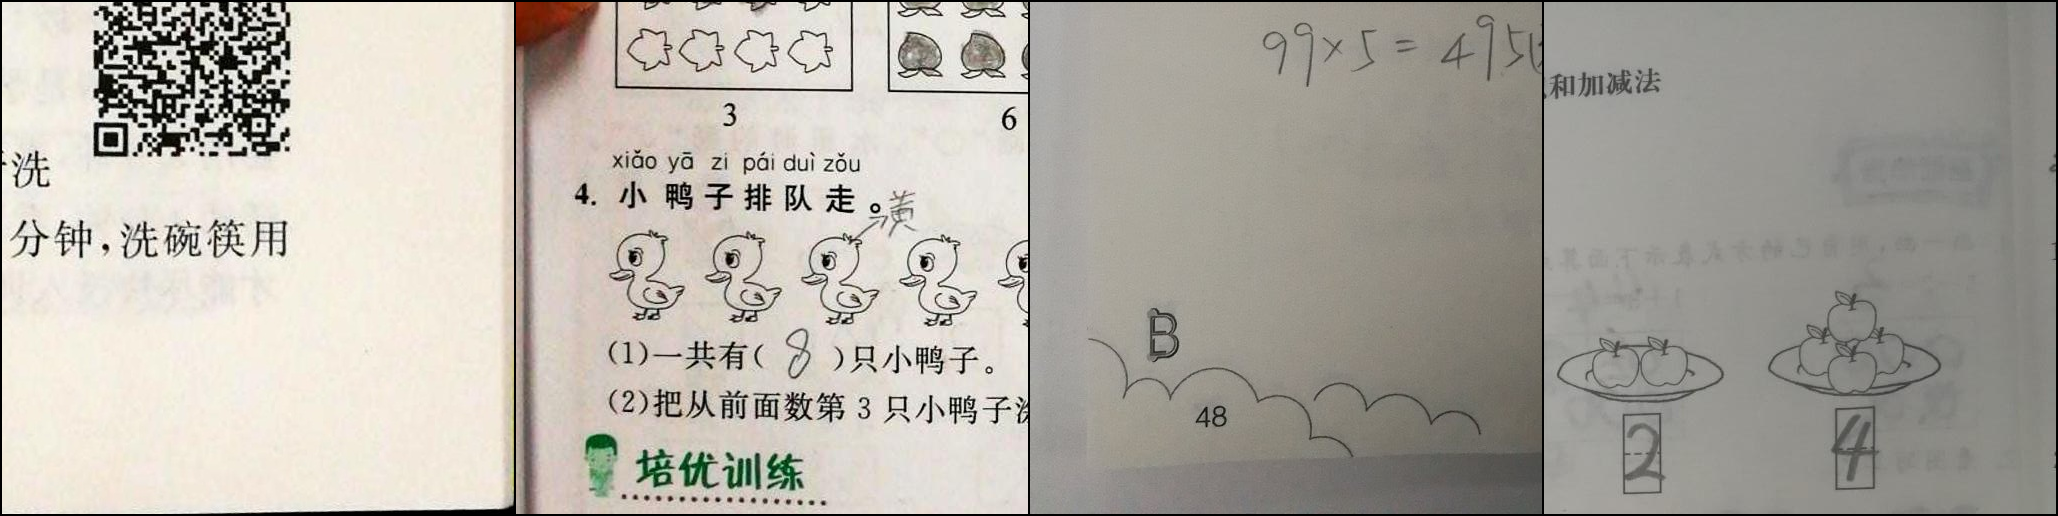 洗
分钟，洗碗筷用
3
6
xiǎo yā zi pái duì zǒu
4. 小鸭子排队走。
黄
(1)一共有( 8 )只小鸭子。
(2)把从前面数第 3 只小鸭子
培优训练
99×5=495
B
48
和加减法
2
4